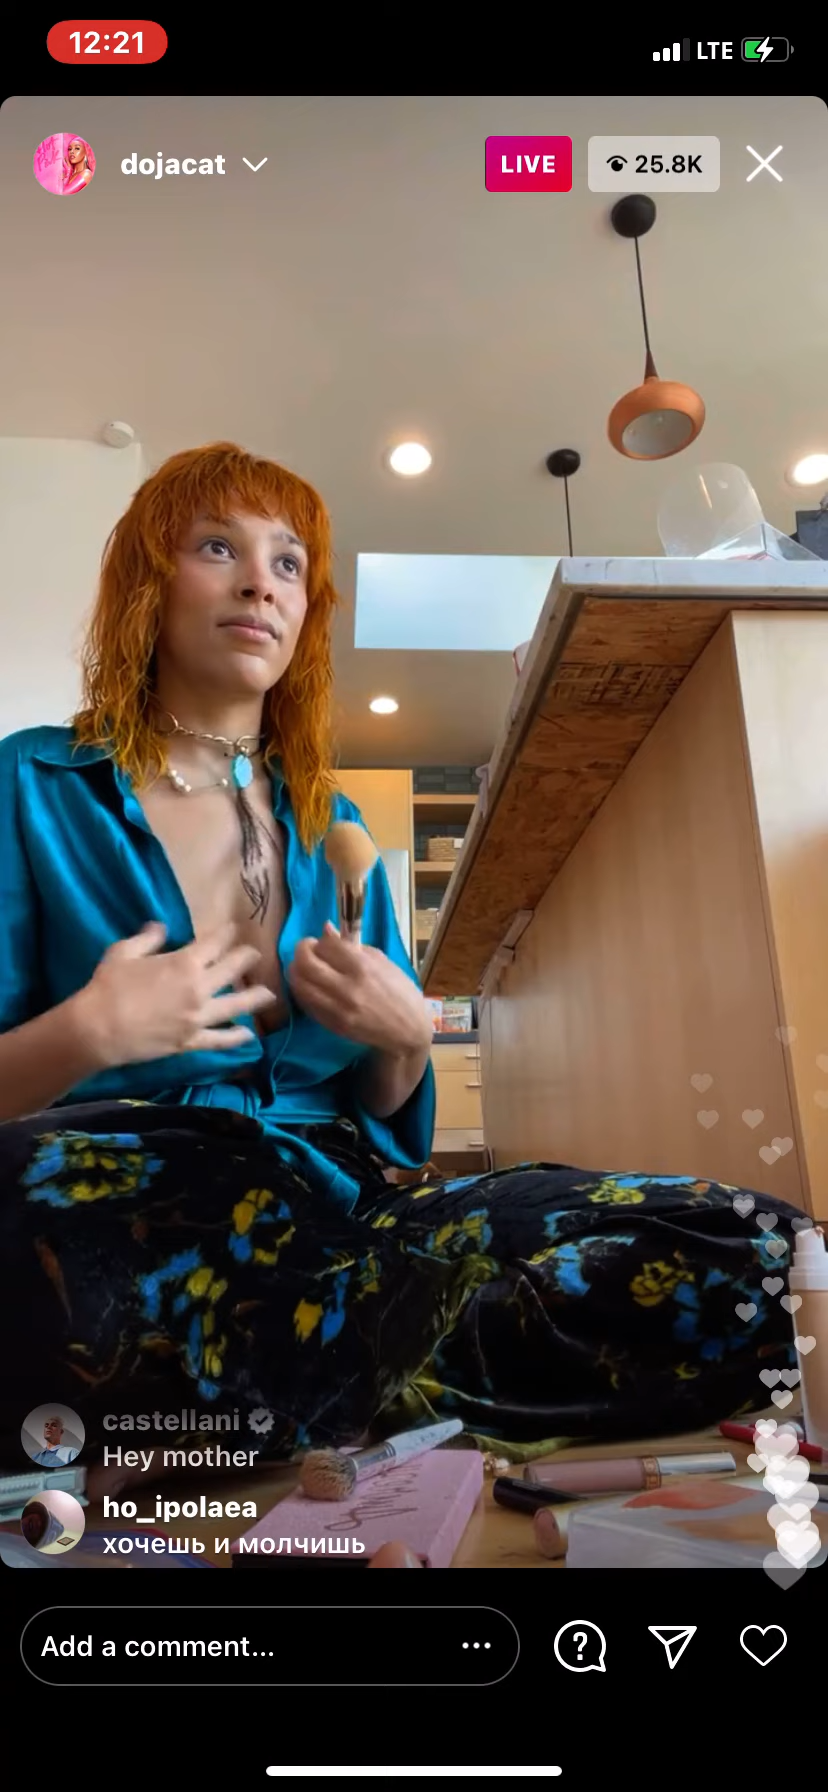 12:21
LTE
dojacat
LIVE
25.8K
castellani
Hey mother
ho_ipolaea
хочешь и молчишь
Add a comment...